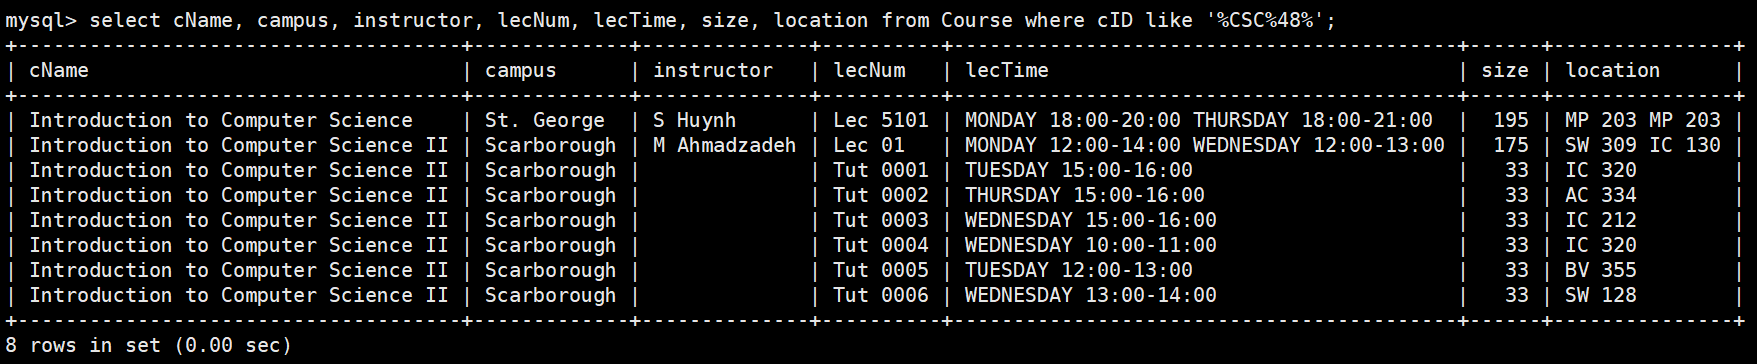 mysql> select cName, campus, instructor, lecNum, lecTime, size, location from Course where cID like '%CSC%48%';
+-------------------------------------+-------------+--------------+----------+------------------------------------------+------+---------------+
| cName                               | campus      | instructor   | lecNum   | lecTime                                  | size | location      |
+-------------------------------------+-------------+--------------+----------+------------------------------------------+------+---------------+
| Introduction to Computer Science    | St. George  | S Huynh      | Lec 5101 | MONDAY 18:00-20:00 THURSDAY 18:00-21:00  |  195 | MP 203 MP 203 |
| Introduction to Computer Science II | Scarborough | M Ahmadzadeh | Lec 01   | MONDAY 12:00-14:00 WEDNESDAY 12:00-13:00 |  175 | SW 309 IC 130 |
| Introduction to Computer Science II | Scarborough |              | Tut 0001 | TUESDAY 15:00-16:00                      |   33 | IC 320        |
| Introduction to Computer Science II | Scarborough |              | Tut 0002 | THURSDAY 15:00-16:00                     |   33 | AC 334        |
| Introduction to Computer Science II | Scarborough |              | Tut 0003 | WEDNESDAY 15:00-16:00                    |   33 | IC 212        |
| Introduction to Computer Science II | Scarborough |              | Tut 0004 | WEDNESDAY 10:00-11:00                    |   33 | IC 320        |
| Introduction to Computer Science II | Scarborough |              | Tut 0005 | TUESDAY 12:00-13:00                      |   33 | BV 355        |
| Introduction to Computer Science II | Scarborough |              | Tut 0006 | WEDNESDAY 13:00-14:00                    |   33 | SW 128        |
+-------------------------------------+-------------+--------------+----------+------------------------------------------+------+---------------+
8 rows in set (0.00 sec)